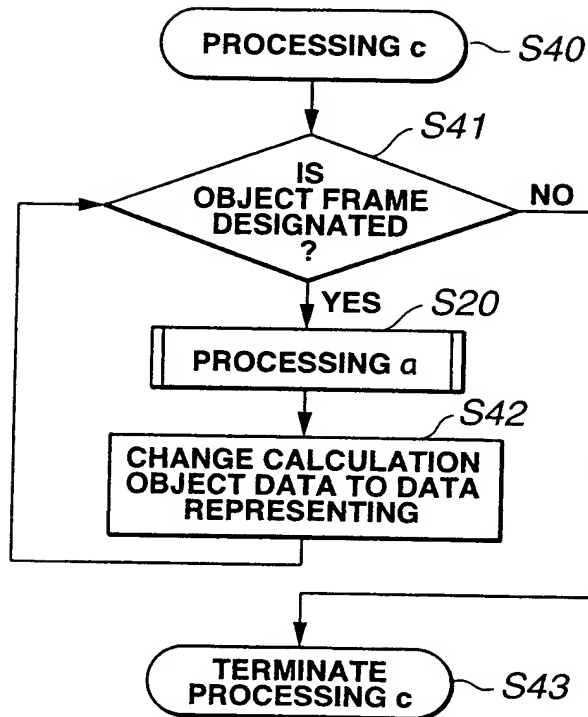 PROCESSING c
S40
S41
IS
OBJECT FRAME
DESIGNATED
?
NO
YES
S20
PROCESSING a
S42
CHANGE CALCULATION
OBJECT DATA TO DATA
REPRESENTING
TERMINATE
PROCESSING c
S43